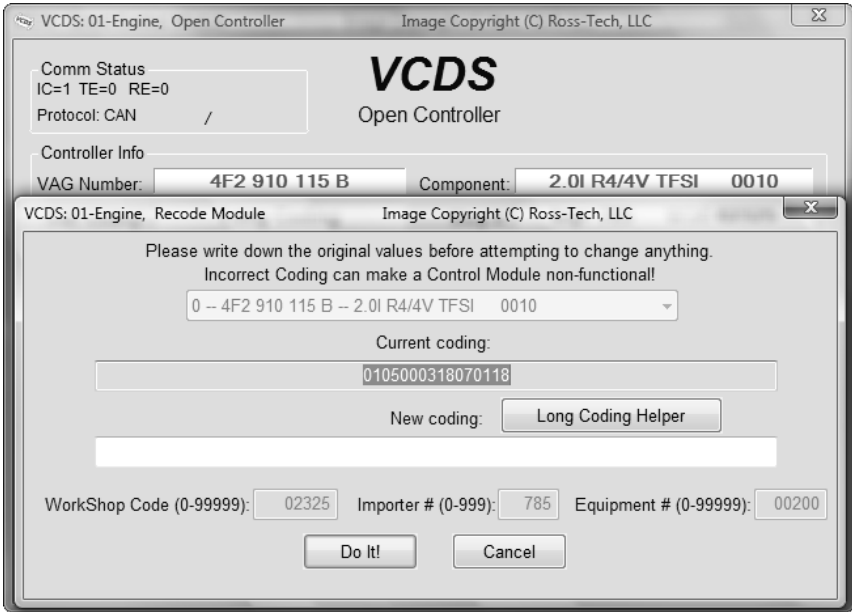 VCDS: 01-Engine, Open Controller Image Copyright (C) Ross-Tech, LLC
Comm Status
IC=1 TE=0 RE=0
Protocol: CAN /
VCDS
Open Controller
Controller Info
VAG Number: 4F2 910 115 B Component: 2.0l R4/4V TFSI 0010
VCDS: 01-Engine, Recode Module Image Copyright (C) Ross-Tech, LLC
Please write down the original values before attempting to change anything.
Incorrect Coding can make a Control Module non-functional!
0 -- 4F2 910 115 B -- 2.0l R4/4V TFSI 0010
Current coding:
0105000318070118
New coding: Long Coding Helper
WorkShop Code (0-99999): 02325 Importer # (0-999): 785 Equipment # (0-99999): 00200
Do It! Cancel